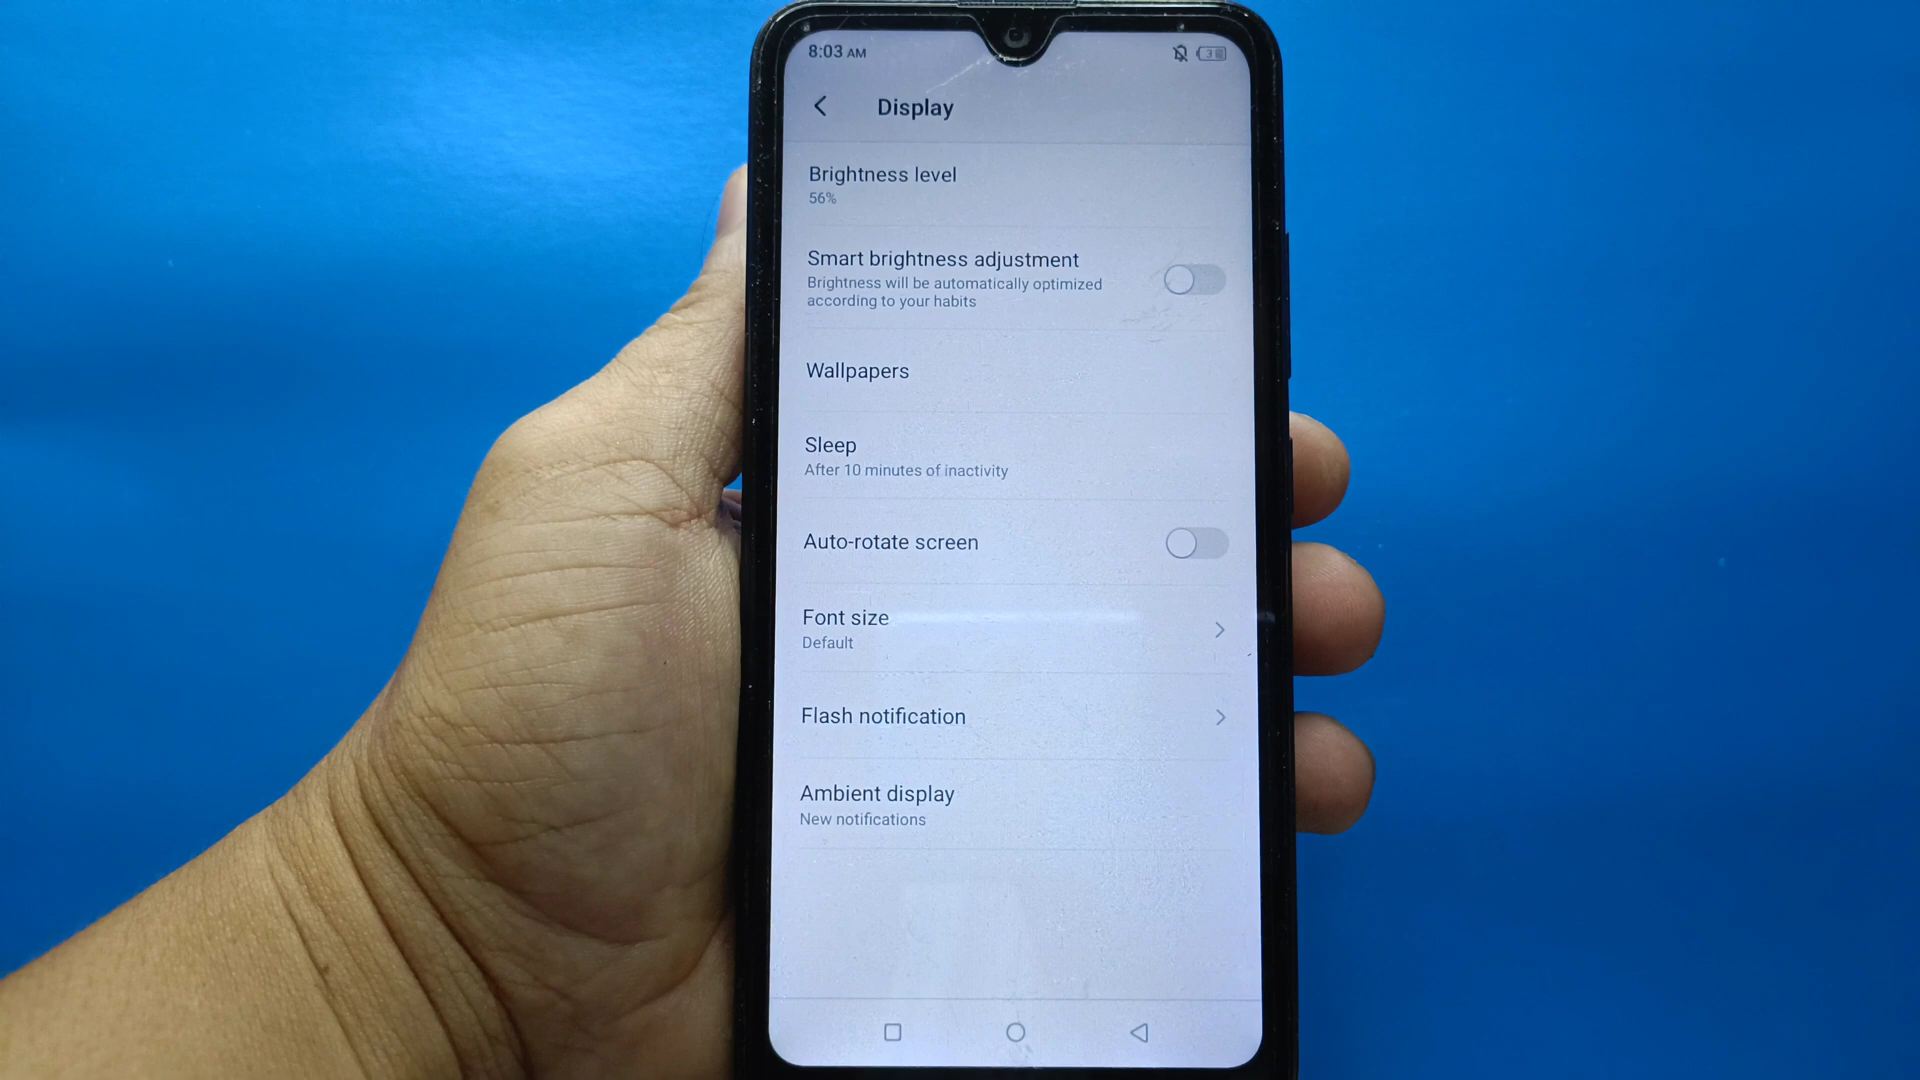 8:03 AM
Display
Brightness level
56%
Smart brightness adjustment
Brightness will be automatically optimized
according to your habits
Wallpapers
Sleep
After 10 minutes of inactivity
Auto-rotate screen
Font size
Default
Flash notification
Ambient display
New notifications